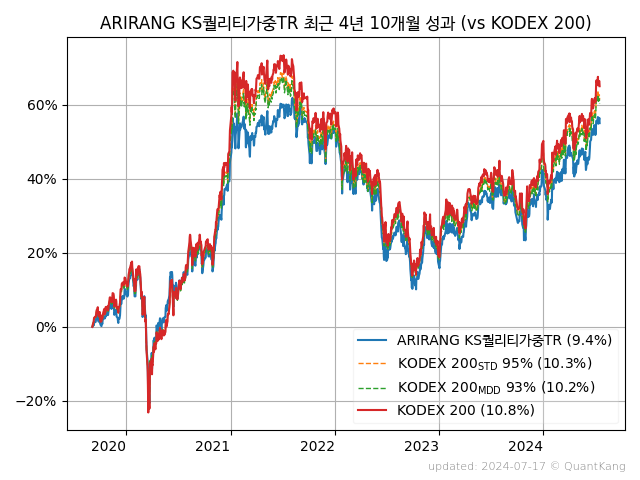 ARIRANG KS퀄리티가중TR 최근 4년 10개월 성과 (vs KODEX 200)
60%
40%
20%
0%
−20%
ARIRANG KS퀄리티가중TR (9.4%)
KODEX 200STD 95% (10.3%)
KODEX 200MDD 93% (10.2%)
KODEX 200 (10.8%)
2020 2021 2022 2023 2024
updated: 2024-07-17 © QuantKang